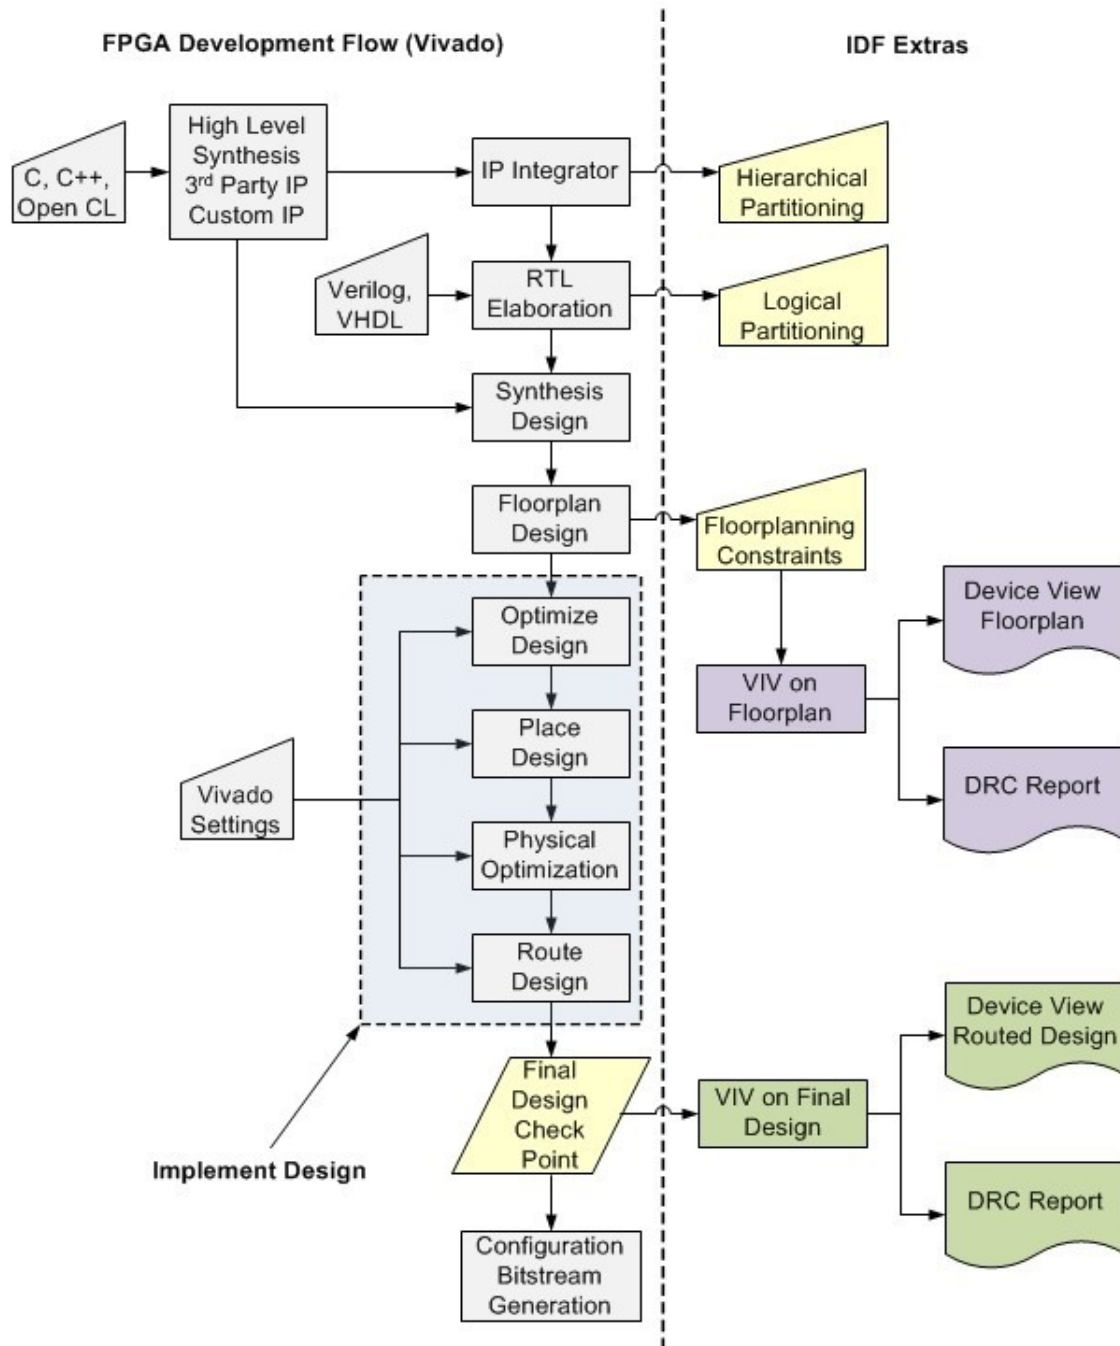 FPGA Development Flow (Vivado)
IDF Extras
C, C++,
Open CL
High Level
Synthesis
3rd Party IP
Custom IP
IP Integrator
Hierarchical
Partitioning
Verilog,
VHDL
RTL
Elaboration
Logical
Partitioning
Synthesis
Design
Floorplan
Design
Floorplanning
Constraints
Device View
Floorplan
VIV on
Floorplan
DRC Report
Optimize
Design
Place
Design
Vivado
Settings
Physical
Optimization
Route
Design
Implement Design
Final
Design
Check
Point
VIV on Final
Design
Device View
Routed Design
DRC Report
Configuration
Bitstream
Generation